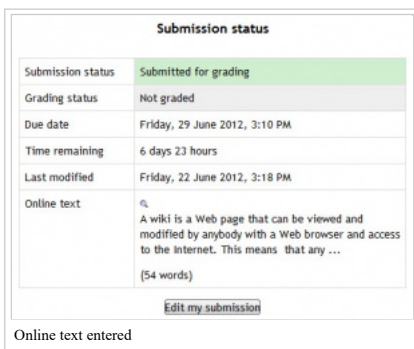 Submission status
Submission status Submitted for grading
Grading status Not graded
Due date Friday, 29 June 2012, 3:10 PM
Time remaining 6 days 23 hours
Last modified Friday, 22 June 2012, 3:18 PM
Online text
A wiki is a Web page that can be viewed and
modified by anybody with a Web browser and access
to the Internet. This means that any ...
(54 words)
Edit my submission
Online text entered